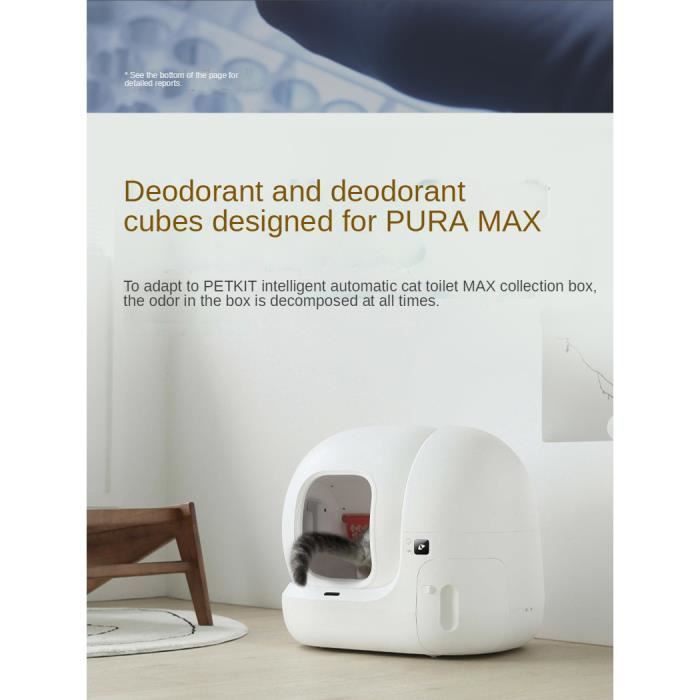 * See the bottom of the page for
detailed reports.
Deodorant and deodorant
cubes designed for PURA MAX
To adapt to PETKIT intelligent automatic cat toilet MAX collection box,
the odor in the box is decomposed at all times.